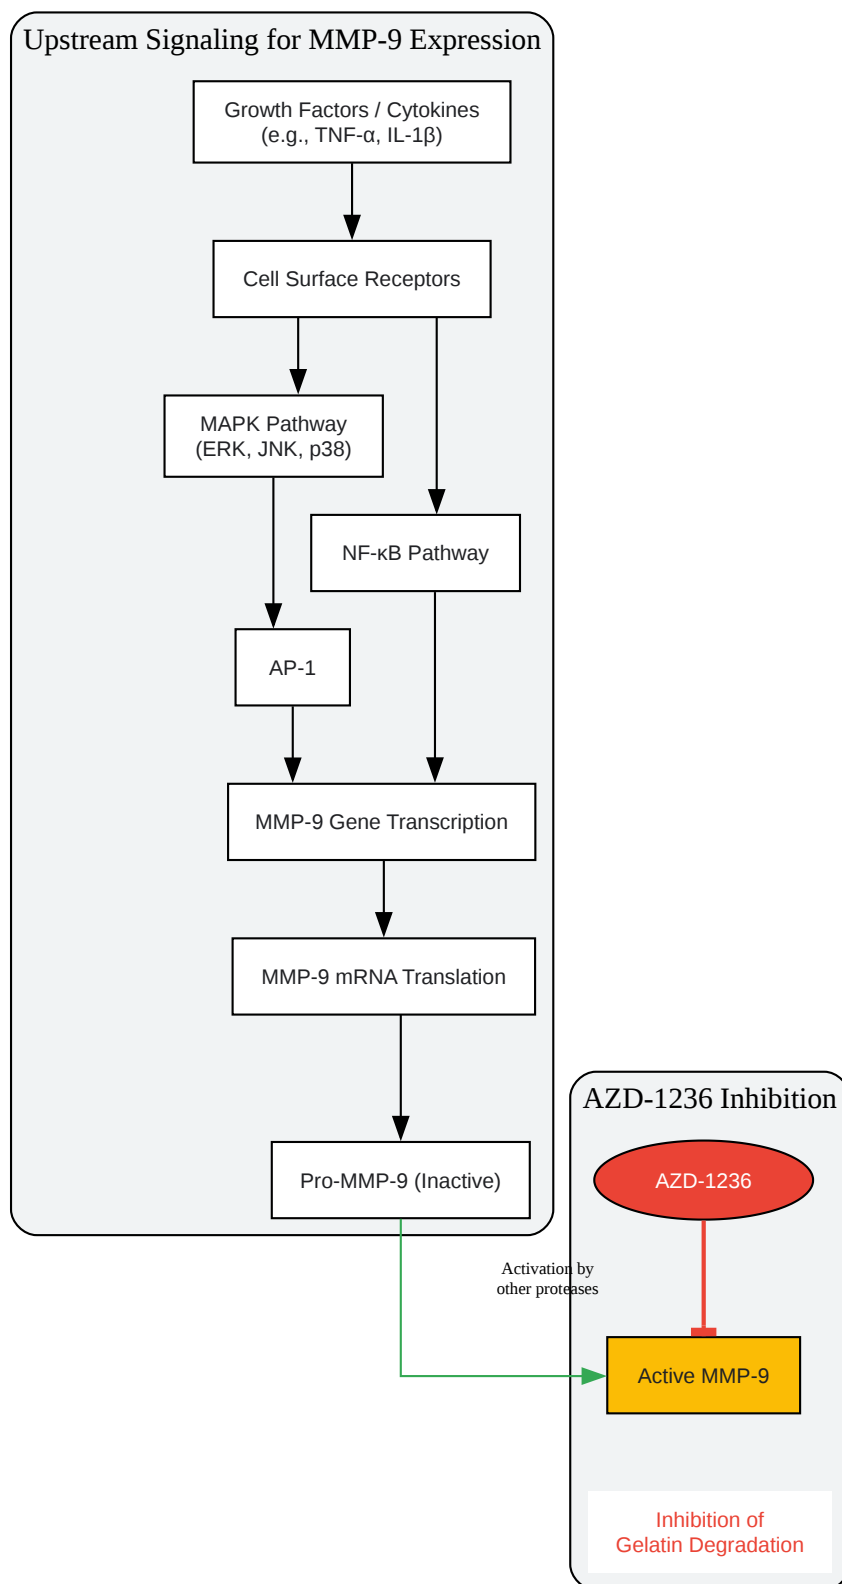 Upstream Signaling for MMP-9 Expression
Growth Factors / Cytokines
(e.g., TNF-α, IL-1β)
Cell Surface Receptors
MAPK Pathway
(ERK, JNK, p38)
NF-κB Pathway
AP-1
MMP-9 Gene Transcription
MMP-9 mRNA Translation
Pro-MMP-9 (Inactive)
Activation by
other proteases
AZD-1236 Inhibition
AZD-1236
Active MMP-9
Inhibition of
Gelatin Degradation